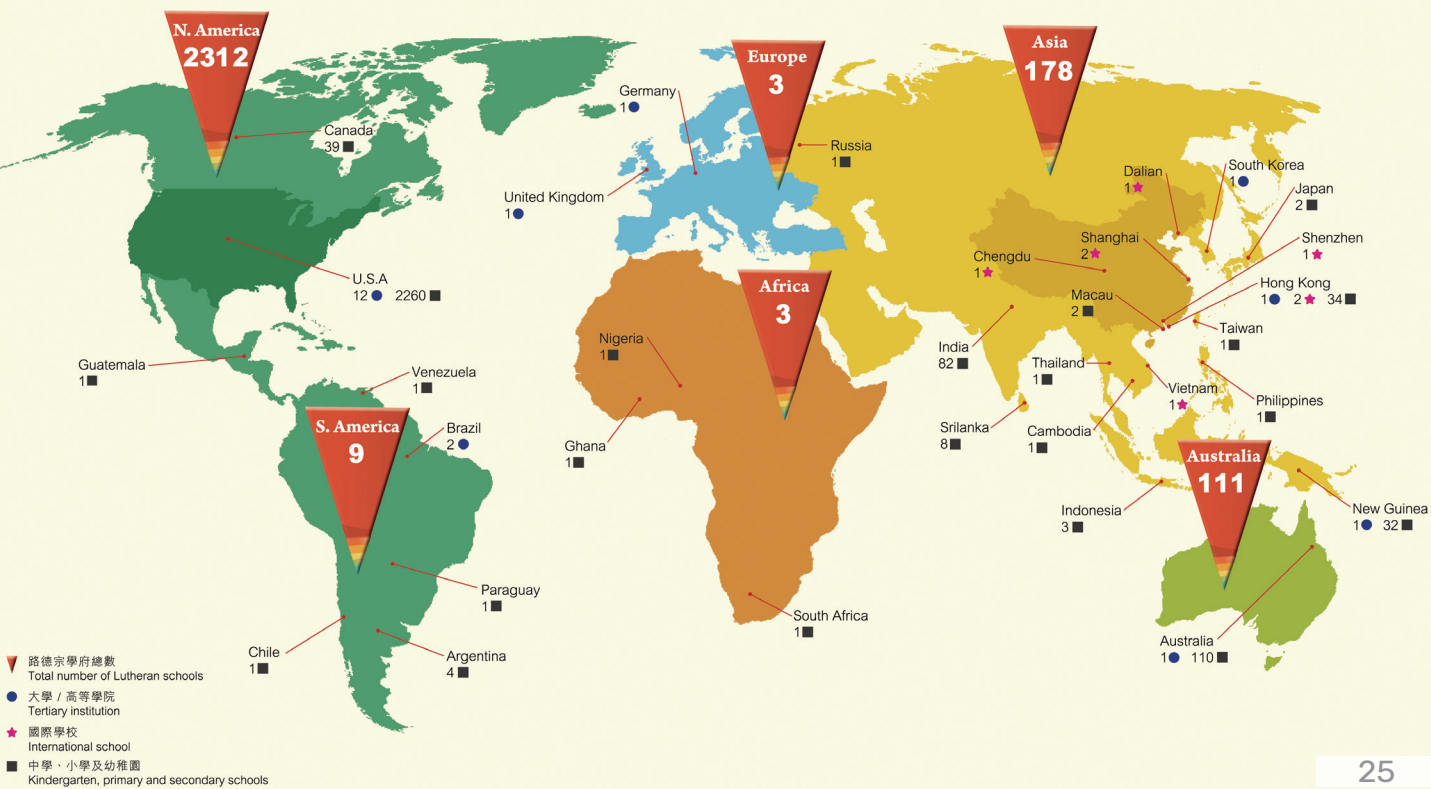 N. America
2312
Europe
3
Asia
178
Germany
1
Canada
39
Russia
1
United Kingdom
1
Dalian
1
South Korea
1
Japan
2
Shanghai
2
Shenzhen
1
Chengdu
1
Hong Kong
1 2 34
U.S.A
12 2260
Africa
3
Macau
2
Taiwan
1
Nigeria
1
India
82
Thailand
1
Vietnam
1
Philippines
1
Guatemala
1
Venezuela
1
S. America
9
Brazil
2
Ghana
1
Srilanka
8
Cambodia
1
Australia
111
Indonesia
3
New Guinea
1 32
Paraguay
1
South Africa
1
Chile
1
Argentina
4
Australia
1 110
路德宗學府總數
Total number of Lutheran schools
大學 / 高等學院
Tertiary institution
國際學校
International school
中學、小學及幼稚園
Kindergarten, primary and secondary schools
25